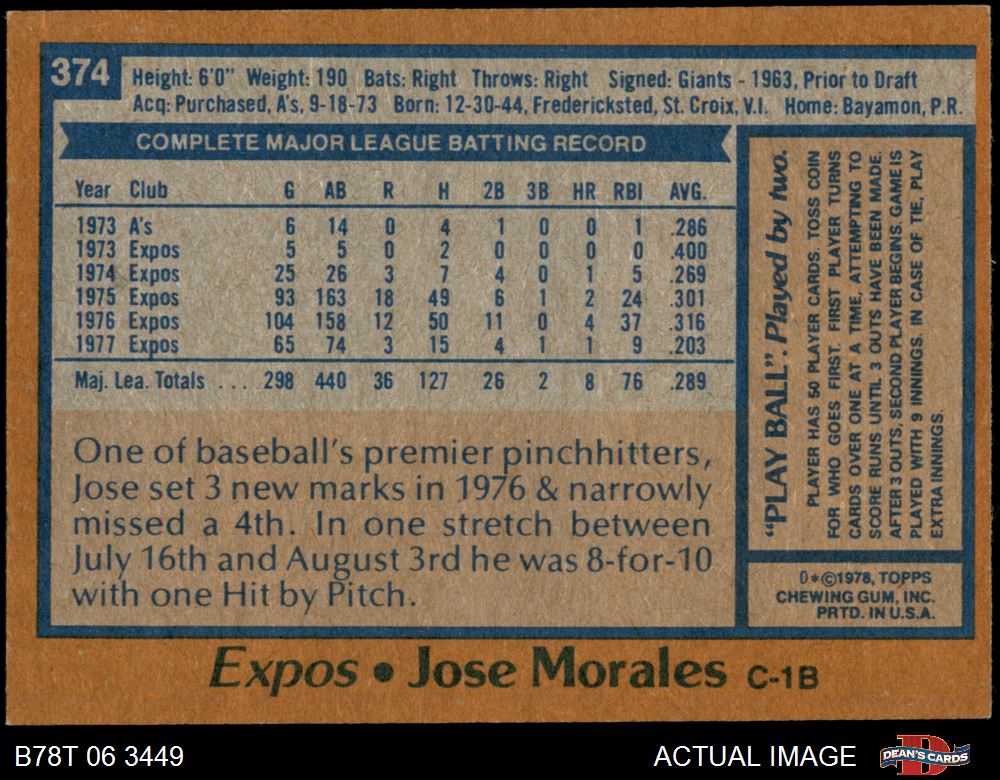 374
Height: 6'0" Weight: 190 Bats: Right Throws: Right Signed: Giants - 1963, Prior to Draft
Acq: Purchased, A's, 9-18-73 Born: 12-30-44, Fredericksted, St. Croix, V.I. Home: Bayamon, P.R.
COMPLETE MAJOR LEAGUE BATTING RECORD
Year Club G AB R H 2B 3B HR RBI AVG.
1973 A's 6 14 0 4 1 0 0 1 .286
1973 Expos 5 5 0 2 0 0 0 0 .400
1974 Expos 25 26 3 7 4 0 1 5 .269
1975 Expos 93 163 18 49 6 1 2 24 .301
1976 Expos 104 158 12 50 11 0 4 37 .316
1977 Expos 65 74 3 15 4 1 1 9 .203
Maj. Lea. Totals ... 298 440 36 127 26 2 8 76 .289
One of baseball's premier pinchhitters,
Jose set 3 new marks in 1976 & narrowly
missed a 4th. In one stretch between
July 16th and August 3rd he was 8-for-10
with one Hit by Pitch.
"PLAY BALL". Played by two.
PLAYER HAS 50 PLAYER CARDS. TOSS COIN
FOR WHO GOES FIRST. FIRST PLAYER TURNS
CARDS OVER ONE AT A TIME, ATTEMPTING TO
SCORE RUNS UNTIL 3 OUTS HAVE BEEN MADE.
AFTER 3 OUTS, SECOND PLAYER BEGINS. GAME IS
PLAYED WITH 9 INNINGS. IN CASE OF TIE, PLAY
EXTRA INNINGS.
D*©1978, TOPPS
CHEWING GUM, INC.
PRTD. IN U.S.A.
Expos • Jose Morales C-1B
B78T 06 3449
ACTUAL IMAGE
DEAN'S CARDS